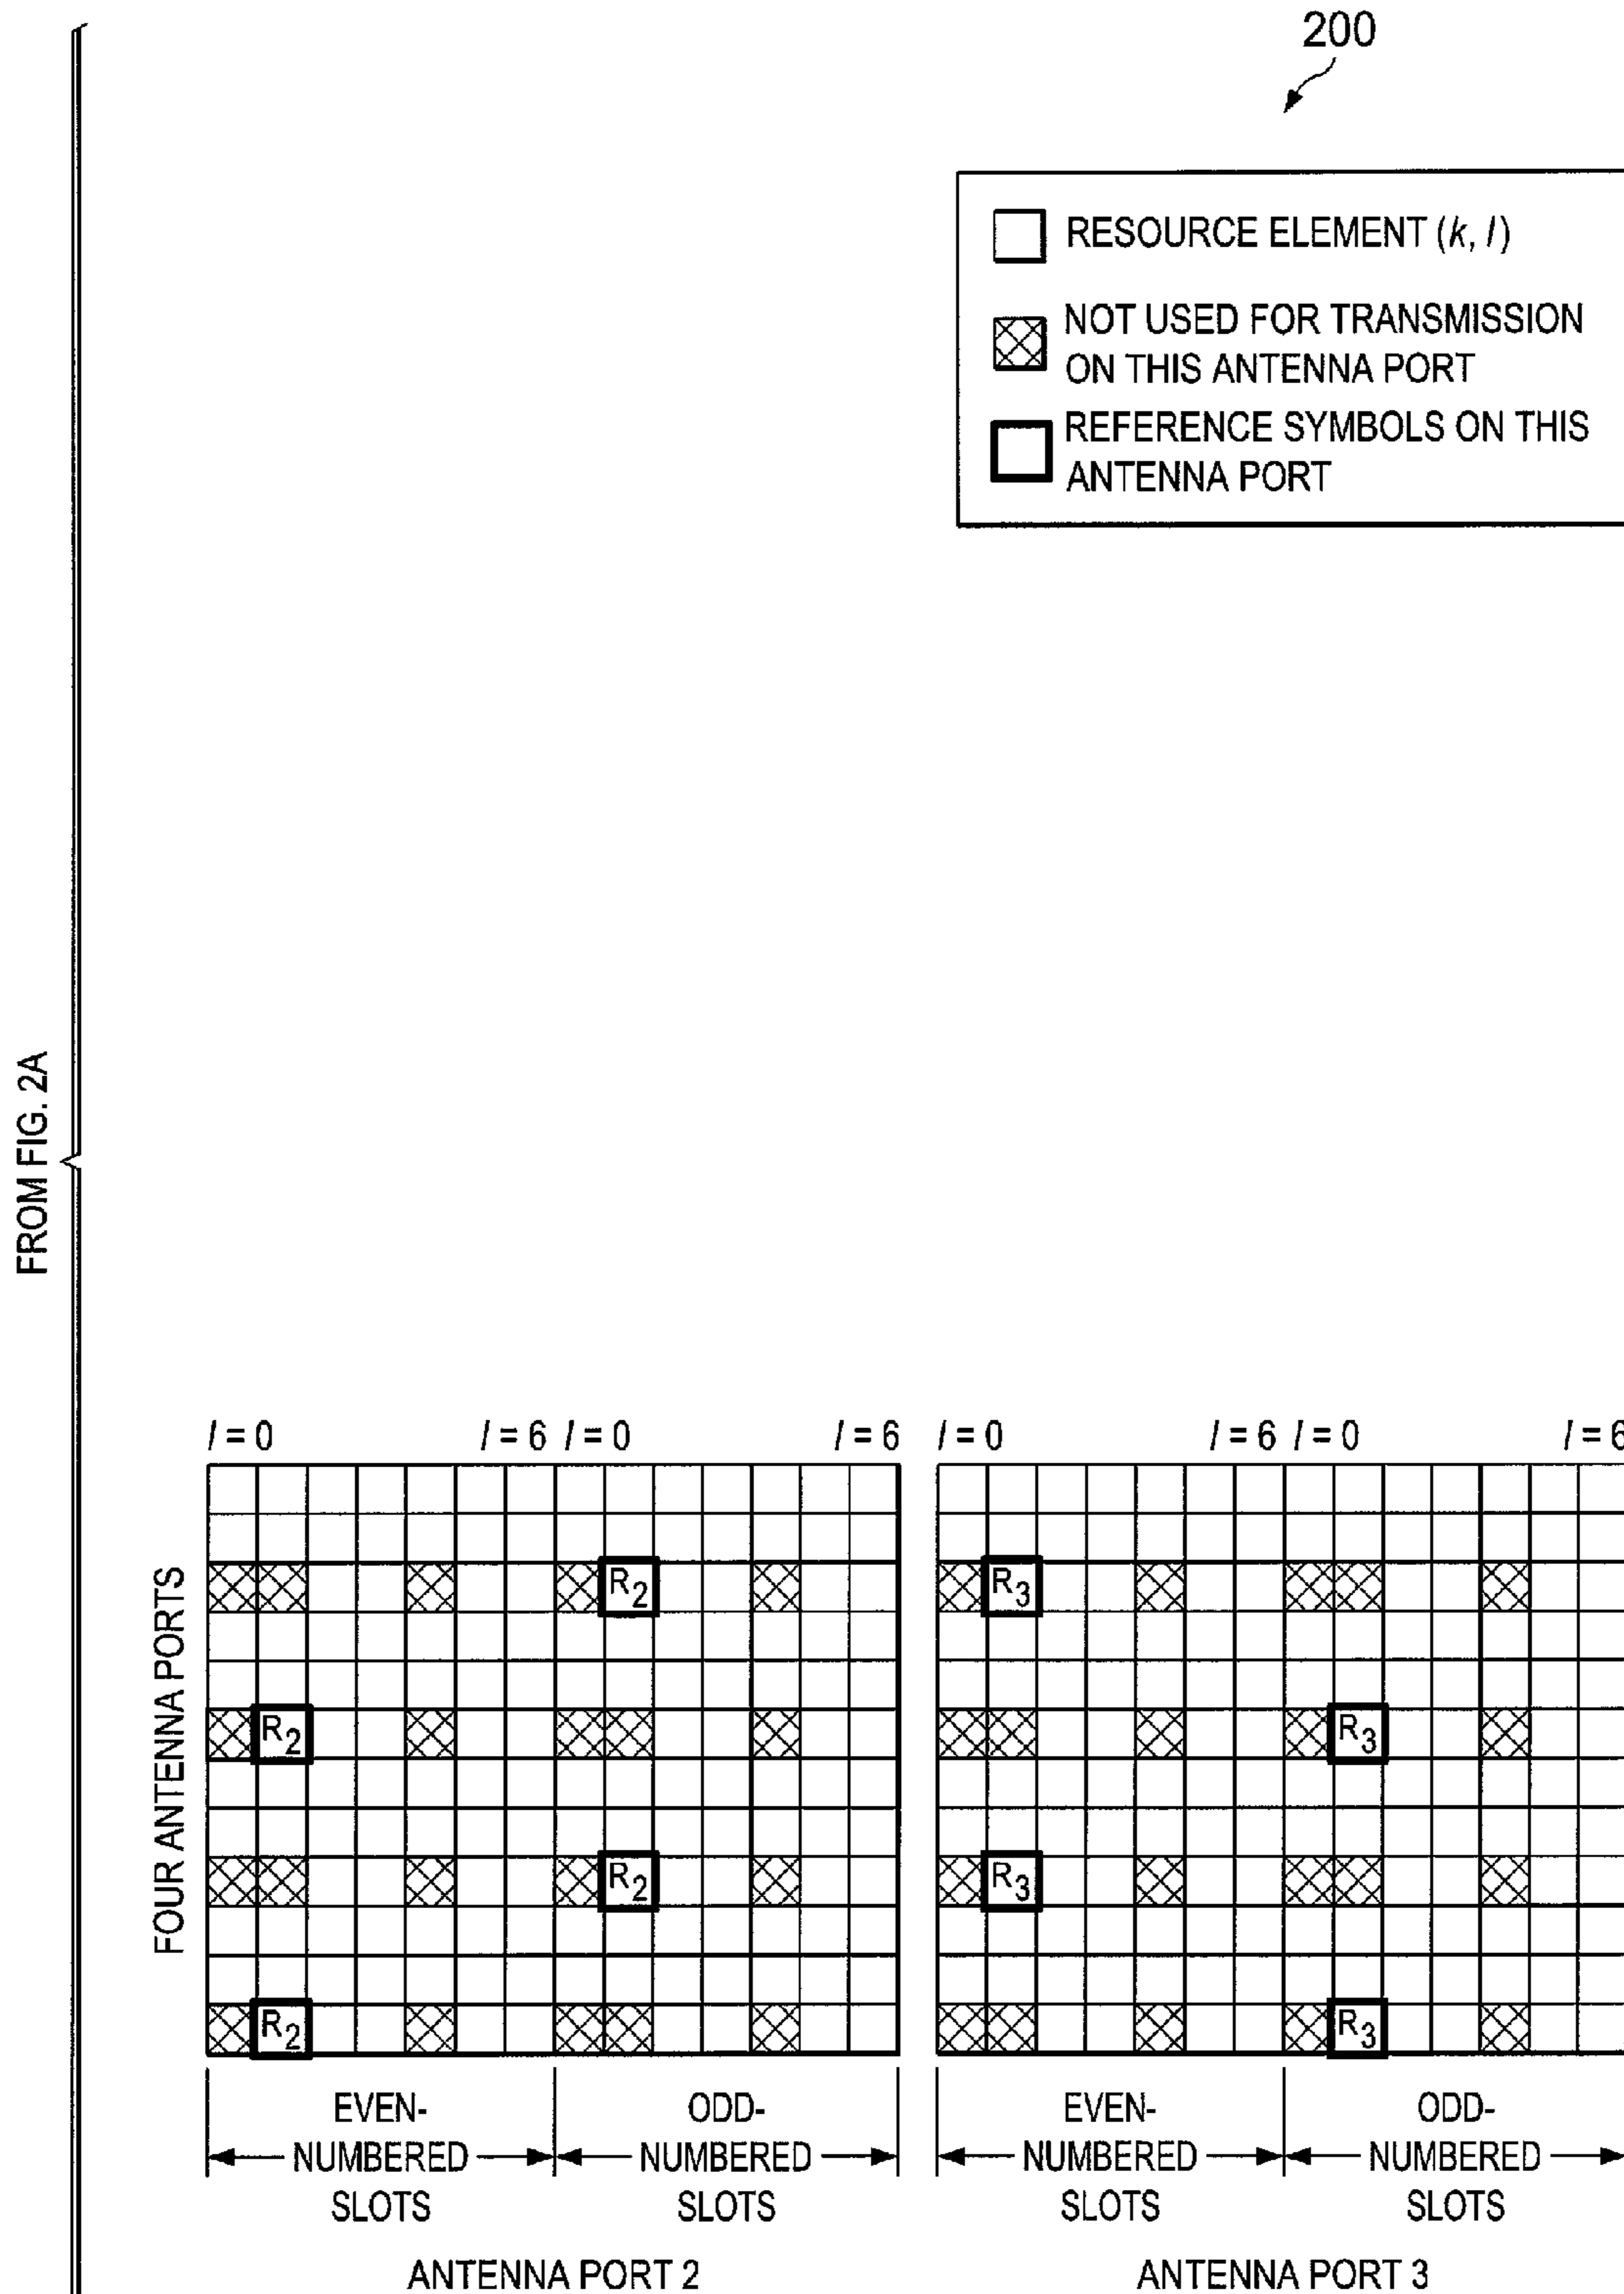 200
RESOURCE ELEMENT (k, l)
NOT USED FOR TRANSMISSION
ON THIS ANTENNA PORT
REFERENCE SYMBOLS ON THIS
ANTENNA PORT
FROM FIG. 2A
FOUR ANTENNA PORTS
l = 0 l = 6 l = 0 l = 6 l = 0 l = 6 l = 0 l = 6
R2 R3
R2 R3
R2 R3
R2 R3
EVEN- ODD- EVEN- ODD-
NUMBERED NUMBERED NUMBERED NUMBERED
SLOTS SLOTS SLOTS SLOTS
ANTENNA PORT 2 ANTENNA PORT 3